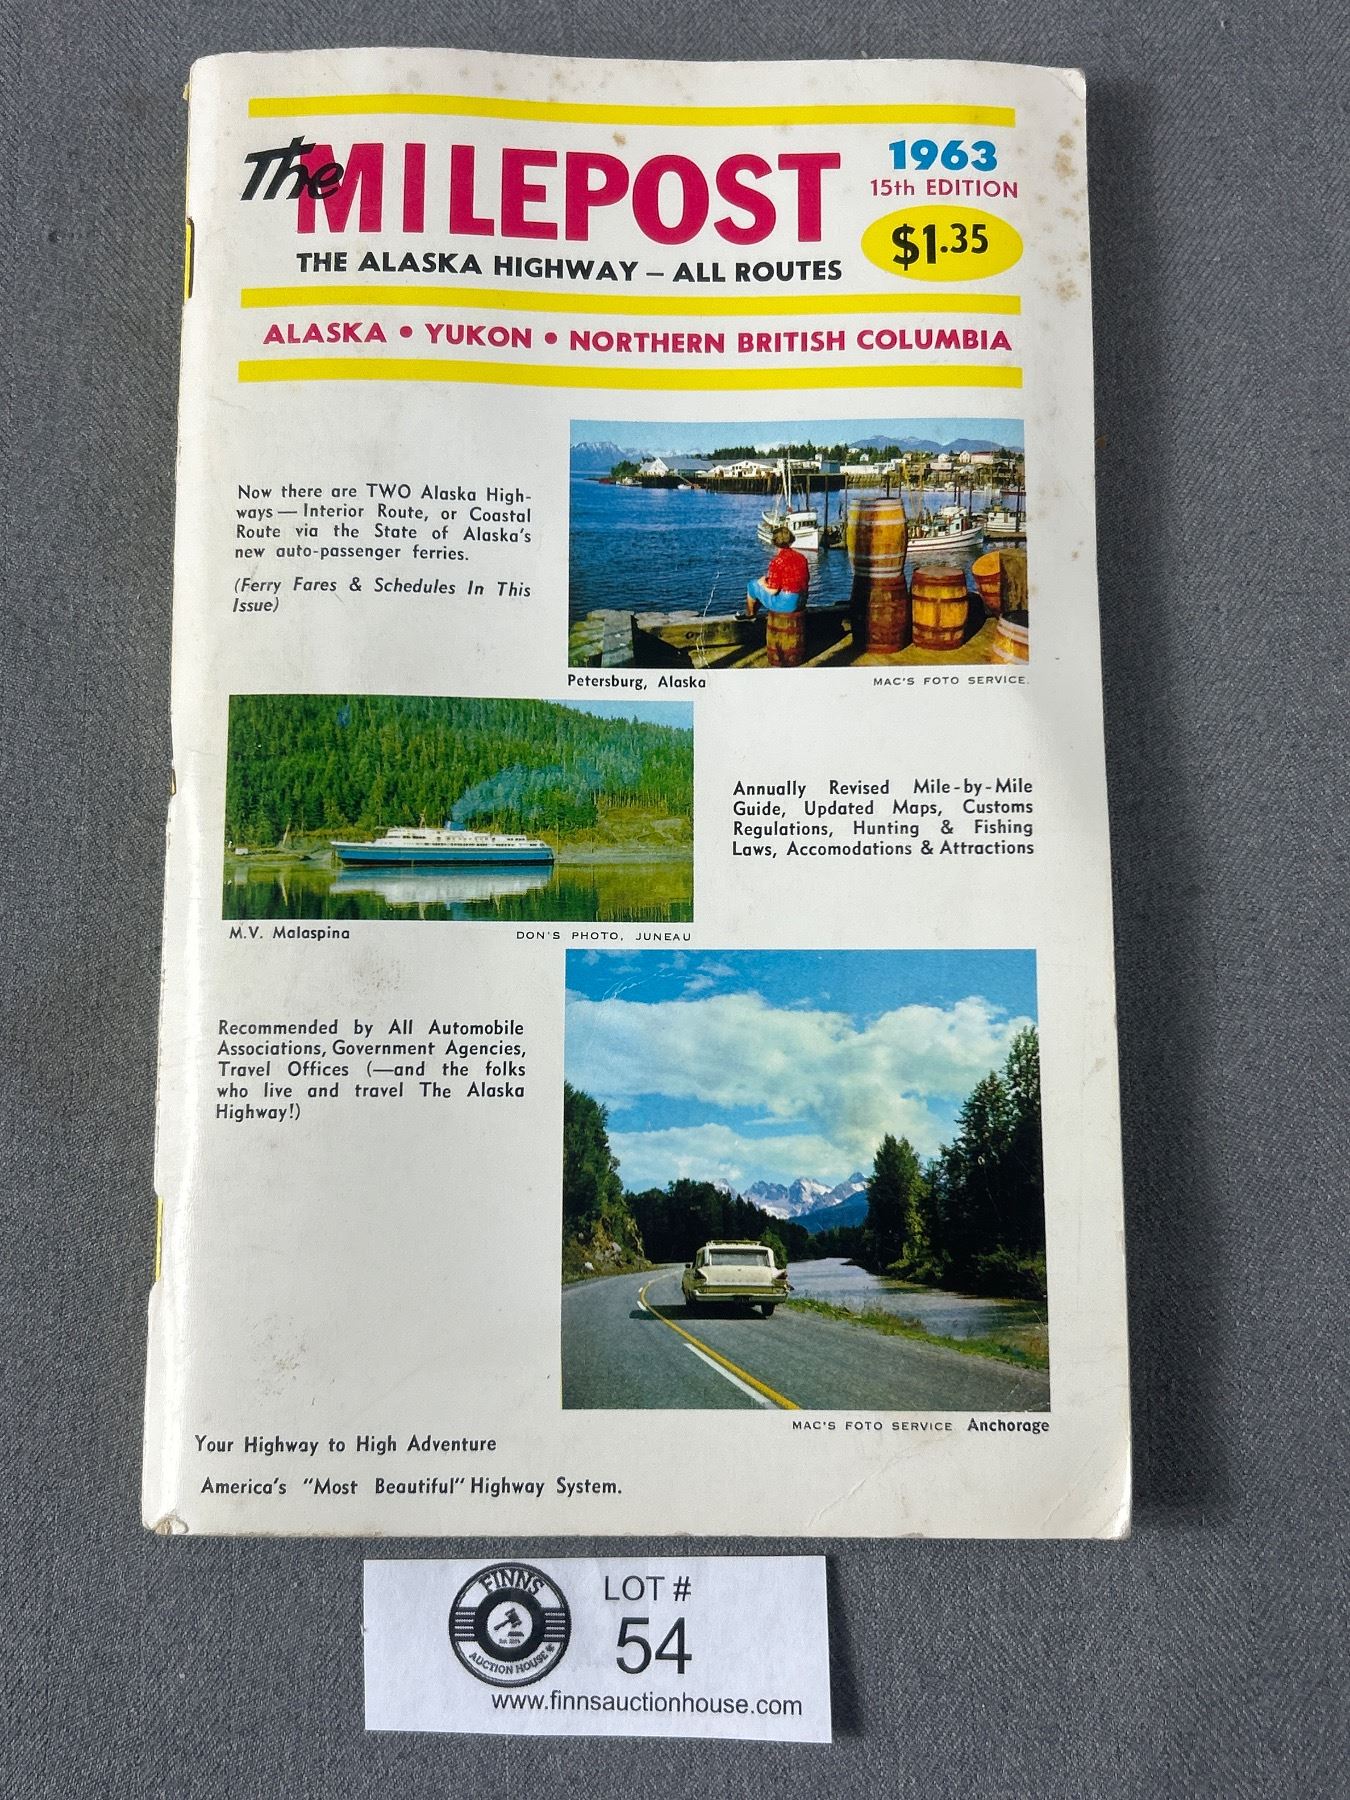 The MILEPOST
1963
15th EDITION
$1.35
THE ALASKA HIGHWAY – ALL ROUTES
ALASKA • YUKON • NORTHERN BRITISH COLUMBIA
Now there are TWO Alaska High-
ways — Interior Route, or Coastal
Route via the State of Alaska's
new auto-passenger ferries.
(Ferry Fares & Schedules In This
Issue)
Petersburg, Alaska
MAC'S FOTO SERVICE.
Annually Revised Mile-by-Mile
Guide, Updated Maps, Customs
Regulations, Hunting & Fishing
Laws, Accomodations & Attractions
M.V. Malaspina
DON'S PHOTO, JUNEAU
Recommended by All Automobile
Associations, Government Agencies,
Travel Offices (—and the folks
who live and travel The Alaska
Highway!)
MAC'S FOTO SERVICE Anchorage
Your Highway to High Adventure
America's "Most Beautiful" Highway System.
FINNS
AUCTION HOUSE
LOT #
54
www.finnsauctionhouse.com